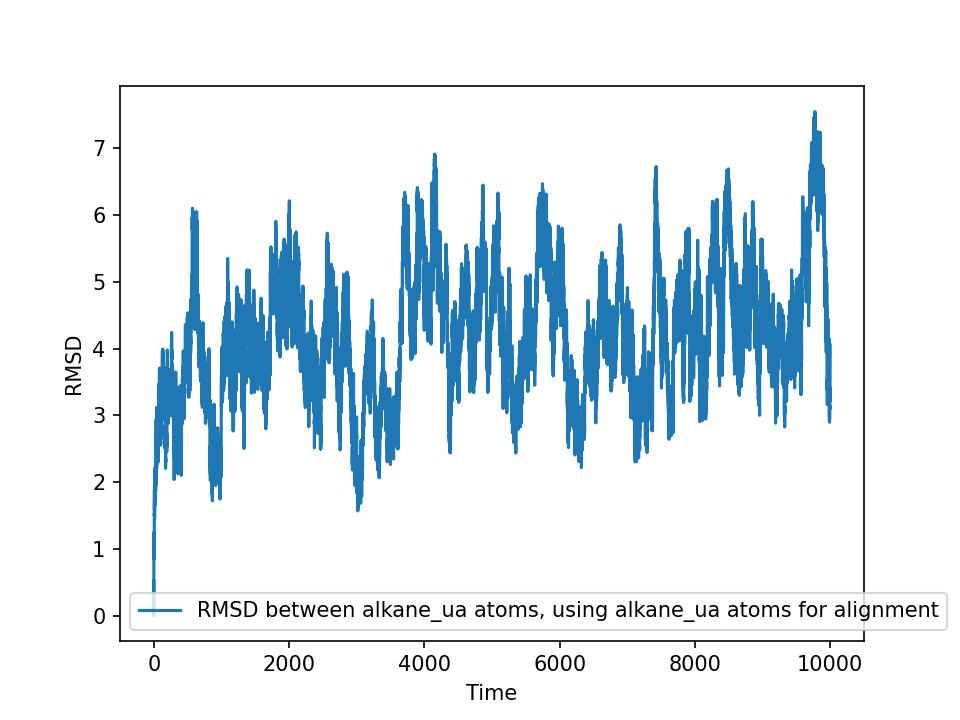 7
6
5
4
3
2
1
0
RMSD
RMSD between alkane_ua atoms, using alkane_ua atoms for alignment
0 2000 4000 6000 8000 10000
Time